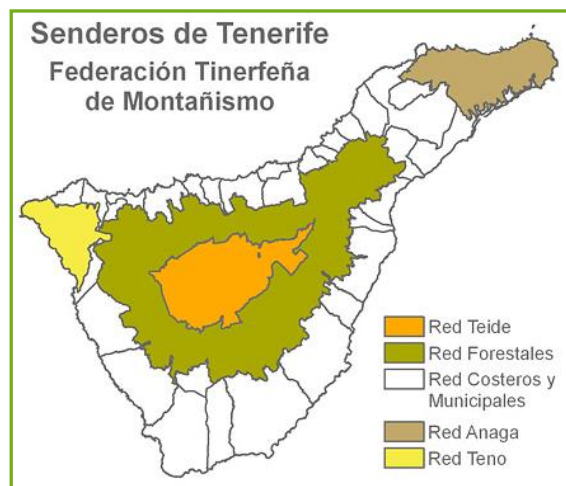 Senderos de Tenerife
Federación Tinerfeña
de Montañismo
Red Teide
Red Forestales
Red Costeros y
Municipales
Red Anaga
Red Teno